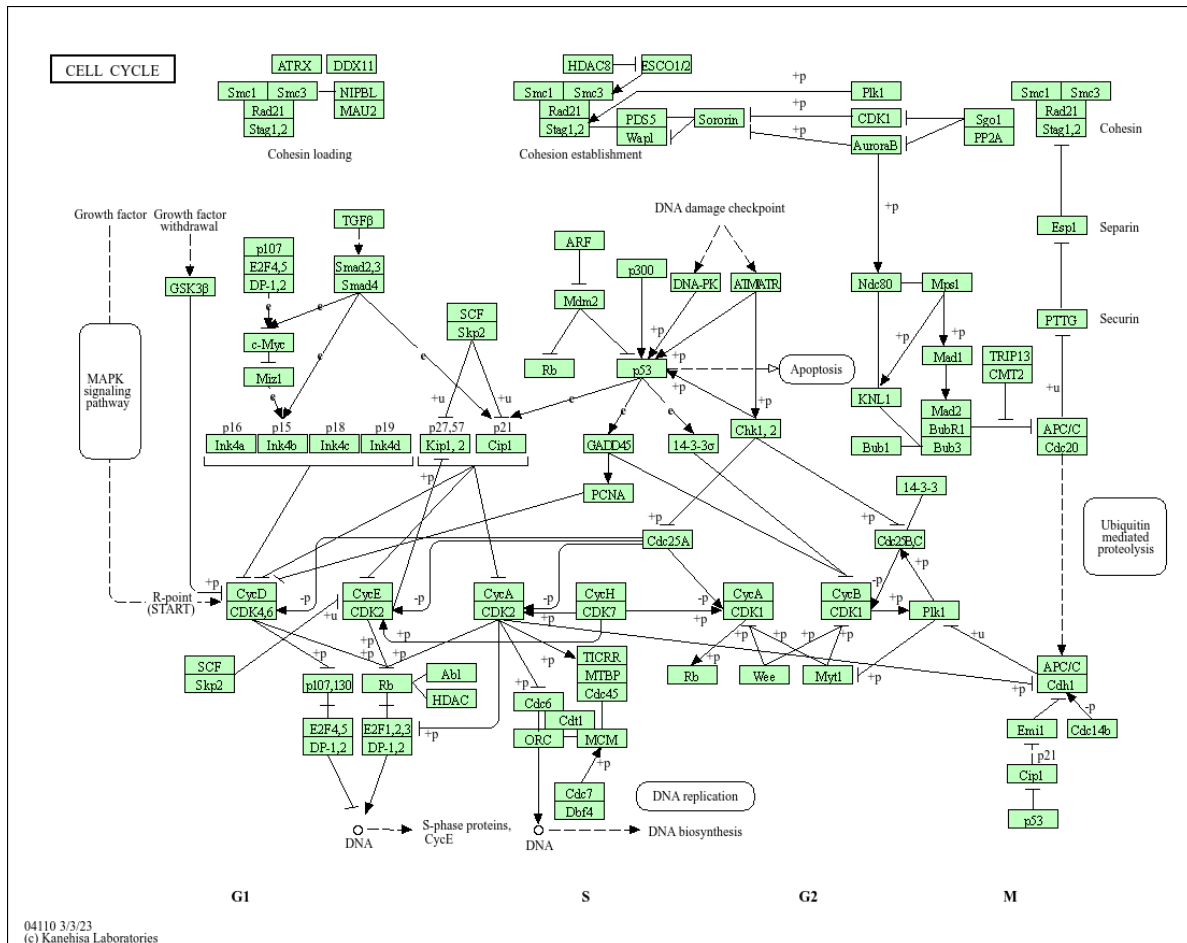 CELL CYCLE
ATRX
DDX11
Smc1
Smc3
NIPBL
MAU2
Rad21
Stag1,2
Cohesin loading
HDAC8
ESCO1/2
Smc1
Smc3
Rad21
Stag1,2
PDS5
Wapl
Sororin
Cohesion establishment
+p
Plk1
+p
CDK1
+p
AuroraB
Sgo1
PP2A
Smc1
Smc3
Rad21
Stag1,2
Cohesin
Growth factor
Growth factor
withdrawal
GSK3β
p107
E2F4,5
DP-1,2
TGFβ
Smad2,3
Smad4
e
e
c-Myc
Miz1
e
e
e
SCF
Skp2
+u
+u
ARF
Mdm2
Rb
p300
DNA damage checkpoint
DNA-PK
ATM/ATR
+p
+p
p53
+p
+p
Apoptosis
e
e
e
+p
Ndc80
Mps1
+p
+p
Mad1
KNL1
Mad2
BubR1
Bub1
Bub3
TRIP13
CMT2
Esp1
Separin
PTTG
Securin
+u
APC/C
Cdc20
MAPK
signaling
pathway
p16
Ink4a
p15
Ink4b
p18
Ink4c
p19
Ink4d
p27,57
Kip1, 2
p21
Cip1
+p
GADD45
14-3-3σ
Chk1, 2
PCNA
14-3-3
+p
Cdc25A
+p
Cdc25B,C
Ubiquitin
mediated
proteolysis
R-point
(START)
+p
CycD
CDK4,6
-p
CycE
CDK2
-p
CycA
CDK2
-p
+p
CycH
CDK7
-p
+p
CycA
CDK1
CycB
CDK1
-p
+p
+p
Plk1
+u
+u
SCF
Skp2
+p
+p
+p
+p
+p
+p
+p
p107,130
Rb
Abl
HDAC
E2F4,5
DP-1,2
E2F1,2,3
DP-1,2
+p
TICRR
MTBP
Cdc45
Cdc6
Cdt1
ORC
MCM
+p
Cdc7
Dbf4
+p
+p
+p
+p
Rb
Wee
Myt1
+p
+p
APC/C
Cdh1
-p
Emi1
Cdc14b
p21
Cip1
p53
DNA replication
DNA
S-phase proteins,
CycE
DNA
DNA biosynthesis
G1
S
G2
M
04110 3/3/23
(c) Kanehisa Laboratories